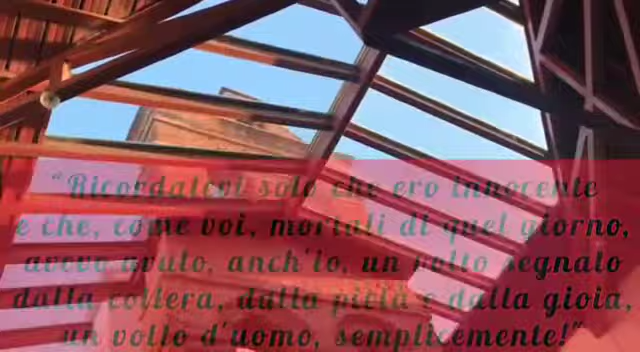 "Ricordatevi solo che ero innocente
e che, come voi, mortali di quel giorno,
avevo avuto, anch'io, un volto segnato
dalla collera, dalla pietà e dalla gioia,
un volto d'uomo, semplicemente!"